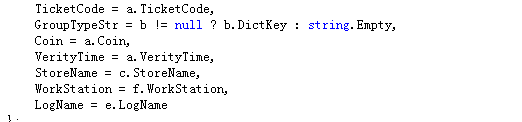 TicketCode = a.TicketCode,
GroupTypeStr = b != null ? b.DictKey : string.Empty,
Coin = a.Coin,
VerityTime = a.VerityTime,
StoreName = c.StoreName,
WorkStation = f.WorkStation,
LogName = e.LogName